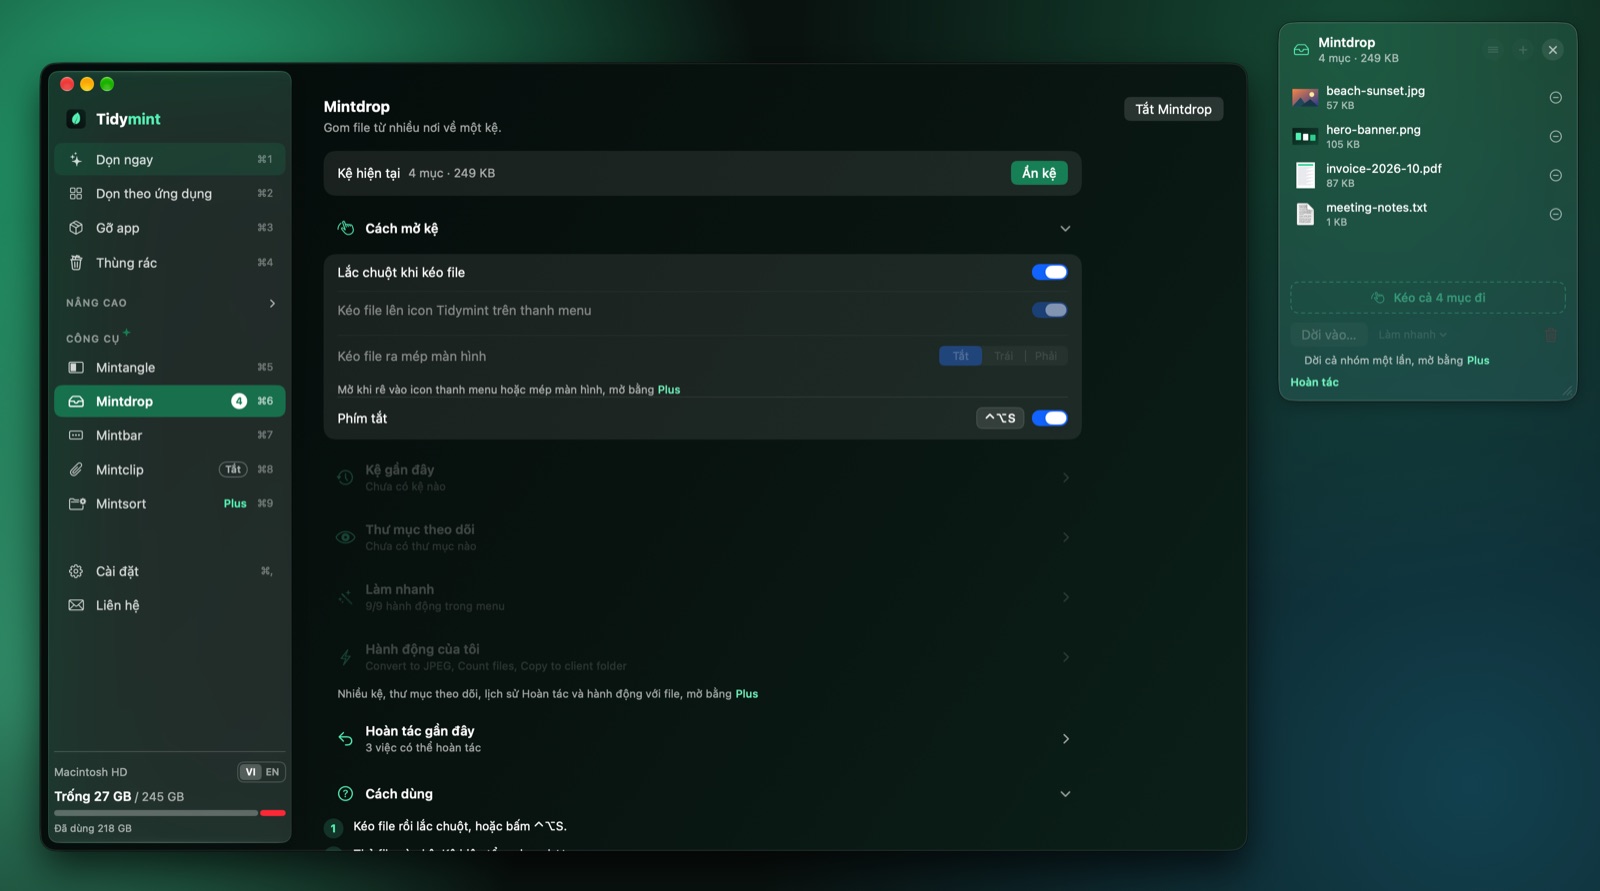 Tidymint
Dọn ngay ⌘1
Dọn theo ứng dụng ⌘2
Gỡ app ⌘3
Thùng rác ⌘4
NÂNG CAO
CÔNG CỤ
Mintangle ⌘5
Mintdrop 4 ⌘6
Mintbar ⌘7
Mintclip Tắt ⌘8
Mintsort Plus ⌘9
Cài đặt ⌘,
Liên hệ
Macintosh HD VI EN
Trống 27 GB / 245 GB
Đã dùng 218 GB
Mintdrop
Gom file từ nhiều nơi về một kệ.
Tắt Mintdrop
Kệ hiện tại 4 mục · 249 KB Ẩn kệ
Cách mở kệ
Lắc chuột khi kéo file
Kéo file lên icon Tidymint trên thanh menu
Kéo file ra mép màn hình Tắt Trái Phải
Mở khi rê vào icon thanh menu hoặc mép màn hình, mở bằng Plus
Phím tắt ⌃⌥S
Kệ gần đây
Chưa có kệ nào
Thư mục theo dõi
Chưa có thư mục nào
Làm nhanh
9/9 hành động trong menu
Hành động của tôi
Convert to JPEG, Count files, Copy to client folder
Nhiều kệ, thư mục theo dõi, lịch sử Hoàn tác và hành động với file, mở bằng Plus
Hoàn tác gần đây
3 việc có thể hoàn tác
Cách dùng
1 Kéo file rồi lắc chuột, hoặc bấm ⌃⌥S.
Mintdrop
4 mục · 249 KB
beach-sunset.jpg
57 KB
hero-banner.png
105 KB
invoice-2026-10.pdf
87 KB
meeting-notes.txt
1 KB
Kéo cả 4 mục đi
Dời vào... Làm nhanh
Dời cả nhóm một lần, mở bằng Plus
Hoàn tác